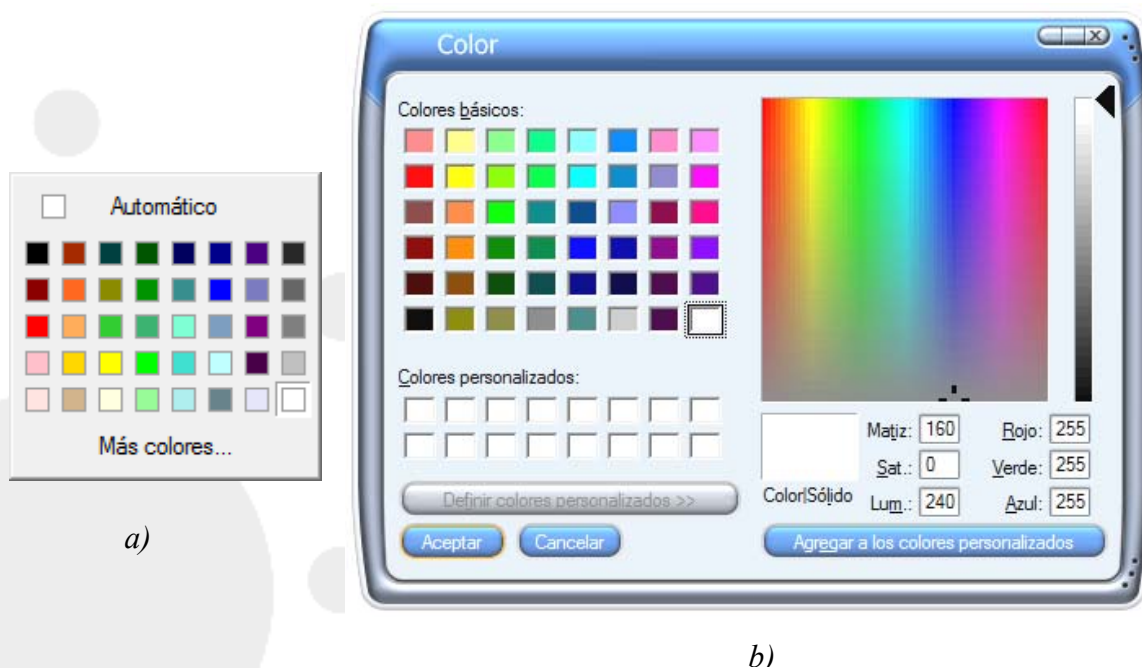 Automático
Más colores...
a)
Color
Colores básicos:
Colores personalizados:
Definir colores personalizados >>
Aceptar
Cancelar
Color|Sólido
Matiz: 160
Sat.: 0
Lum.: 240
Rojo: 255
Verde: 255
Azul: 255
Agregar a los colores personalizados
b)